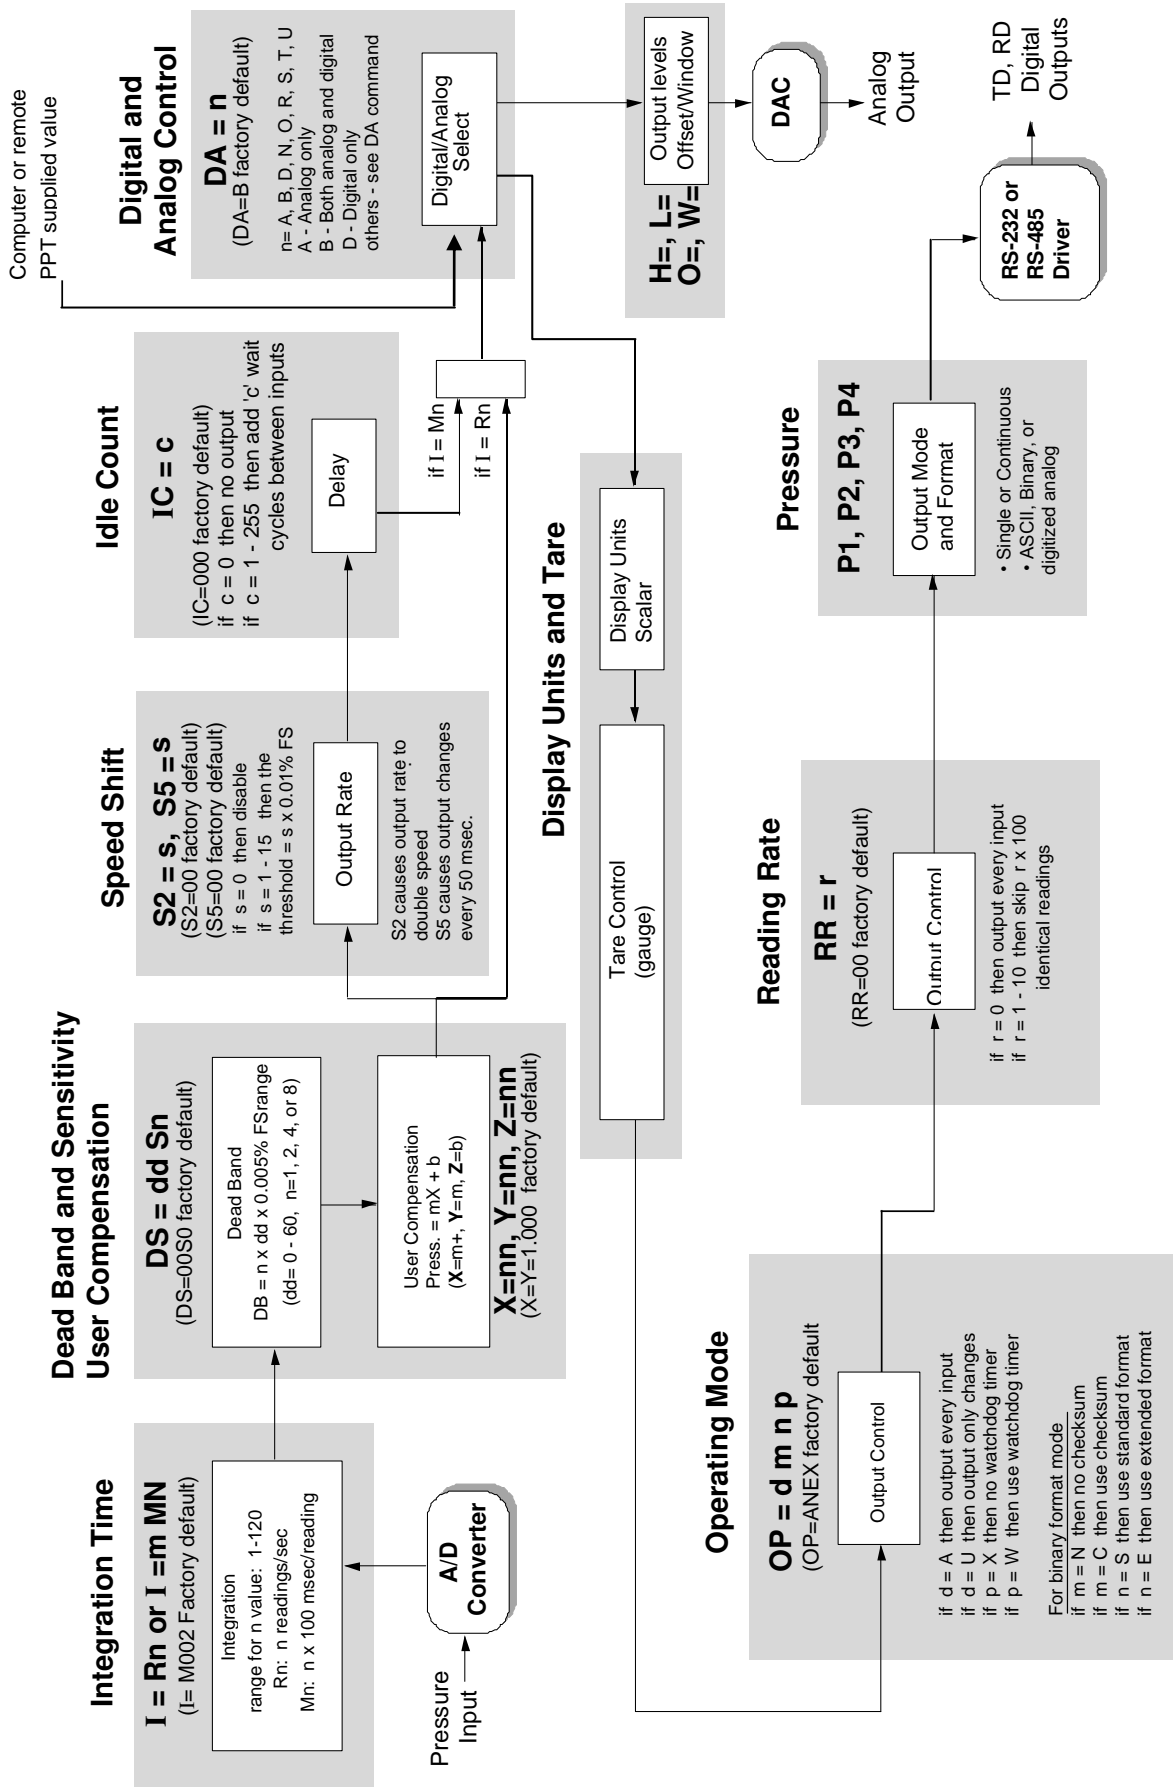 Integration Time
I = Rn or I =m MN
(I= M002 Factory default)
Integration
range for n value: 1-120
Rn: n readings/sec
Mn: n x 100 msec/reading
A/D
Converter
Pressure
Input
Dead Band and Sensitivity
User Compensation
DS = dd Sn
(DS=00S0 factory default)
Dead Band
DB = n x dd x 0.005% FSrange
(dd= 0 - 60, n=1, 2, 4, or 8)
User Compensation
Press. = mX + b
(X=m+, Y=m, Z=b)
X=nn, Y=nn, Z=nn
(X=Y=1.000 factory default)
Speed Shift
S2 = s, S5 =s
(S2=00 factory default)
(S5=00 factory default)
if s = 0 then disable
if s = 1 - 15 then the
threshold = s x 0.01% FS
Output Rate
S2 causes output rate to
double speed
S5 causes output changes
every 50 msec.
Idle Count
IC = c
(IC=000 factory default)
if c = 0 then no output
if c = 1 - 255 then add 'c' wait
cycles between inputs
Delay
if I = Mn
if I = Rn
Computer or remote
PPT supplied value
Digital and
Analog Control
DA = n
(DA=B factory default)
n= A, B, D, N, O, R, S, T, U
A - Analog only
B - Both analog and digital
D - Digital only
others - see DA command
Digital/Analog
Select
H=, L=
O=, W=
Output levels
Offset/Window
DAC
Analog
Output
Display Units and Tare
Tare Control
(gauge)
Display Units
Scalar
Operating Mode
OP = d m n p
(OP=ANEX factory default
Output Control
if d = A then output every input
if d = U then output only changes
if p = X then no watchdog timer
if p = W then use watchdog timer
For binary format mode
if m = N then no checksum
if m = C then use checksum
if n = S then use standard format
if n = E then use extended format
Reading Rate
RR = r
(RR=00 factory default)
Output Control
if r = 0 then output every input
if r = 1 - 10 then skip r x 100
identical readings
Pressure
P1, P2, P3, P4
Output Mode
and Format
• Single or Continuous
• ASCII, Binary, or
digitized analog
RS-232 or
RS-485
Driver
TD, RD
Digital
Outputs